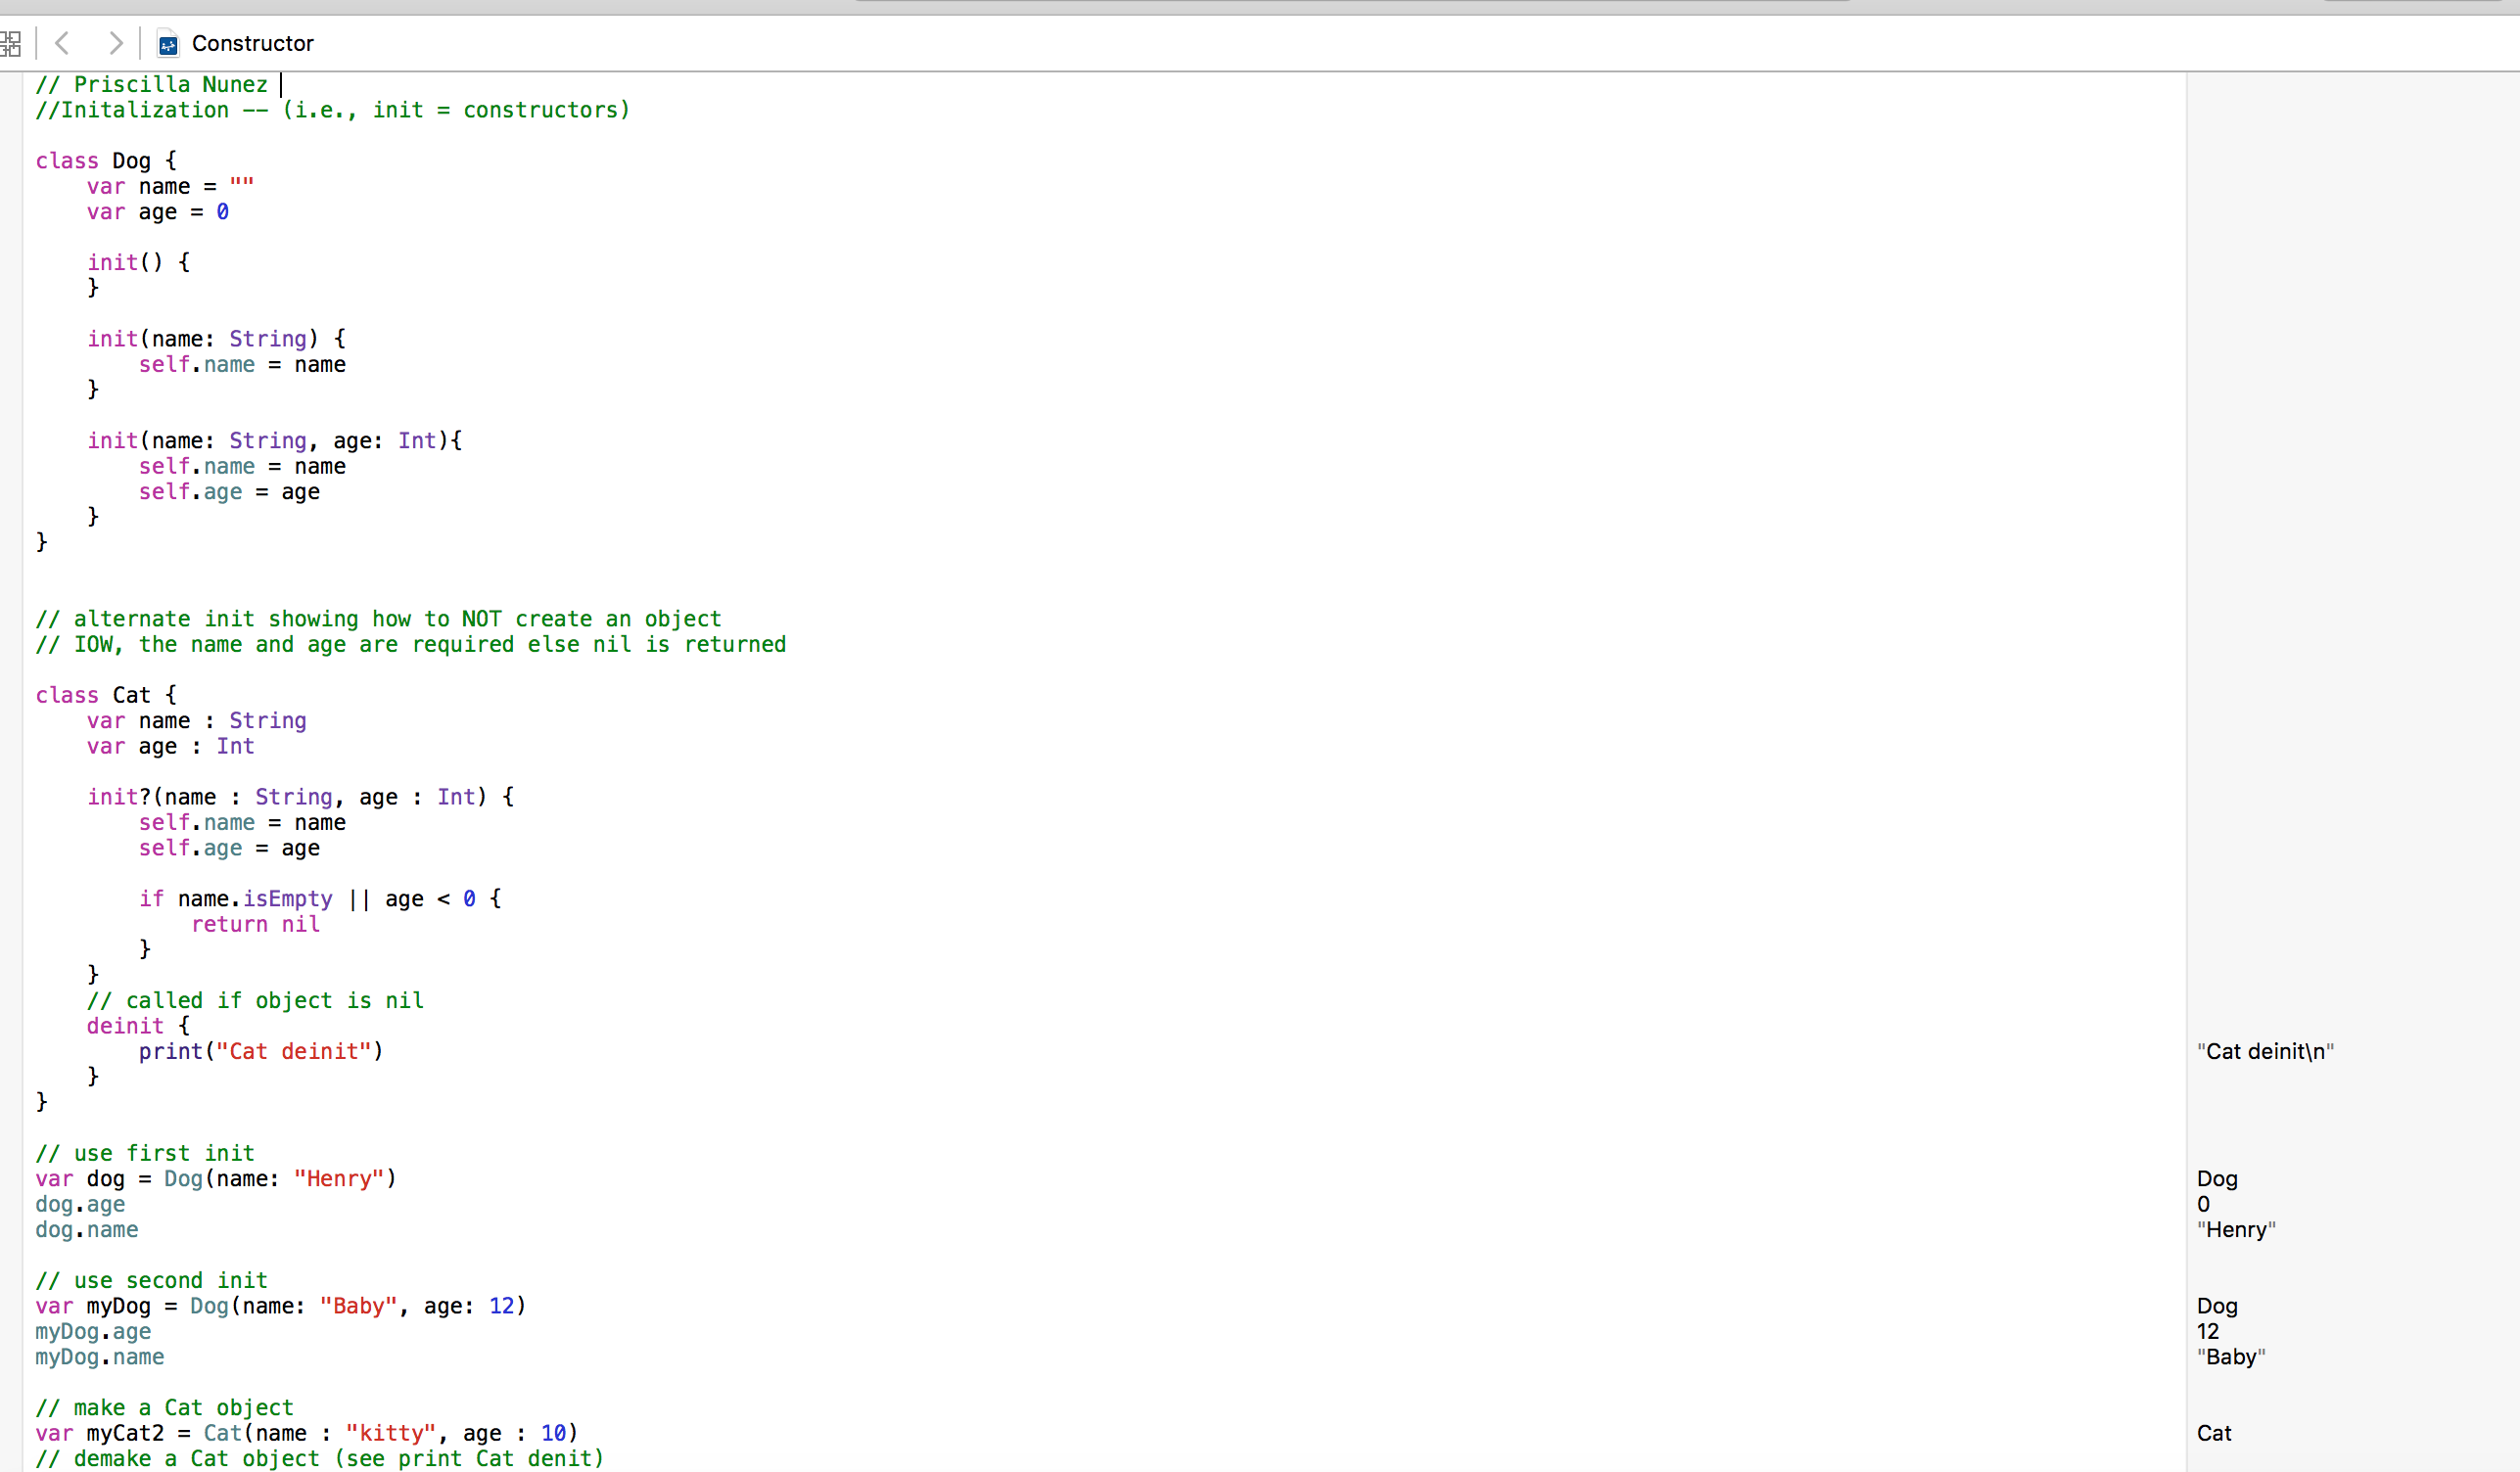 Constructor
// Priscilla Nunez
//Initalization -- (i.e., init = constructors)
class Dog {
    var name = ""
    var age = 0
    init() {
    }
    init(name: String) {
        self.name = name
    }
    init(name: String, age: Int){
        self.name = name
        self.age = age
    }
}
// alternate init showing how to NOT create an object
// IOW, the name and age are required else nil is returned
class Cat {
    var name : String
    var age : Int
    init?(name : String, age : Int) {
        self.name = name
        self.age = age
        if name.isEmpty || age < 0 {
            return nil
        }
    }
    // called if object is nil
    deinit {
        print("Cat deinit") "Cat deinit\n"
    }
}
// use first init
var dog = Dog(name: "Henry") Dog
dog.age 0
dog.name "Henry"
// use second init
var myDog = Dog(name: "Baby", age: 12) Dog
myDog.age 12
myDog.name "Baby"
// make a Cat object
var myCat2 = Cat(name : "kitty", age : 10) Cat
// demake a Cat object (see print Cat denit)